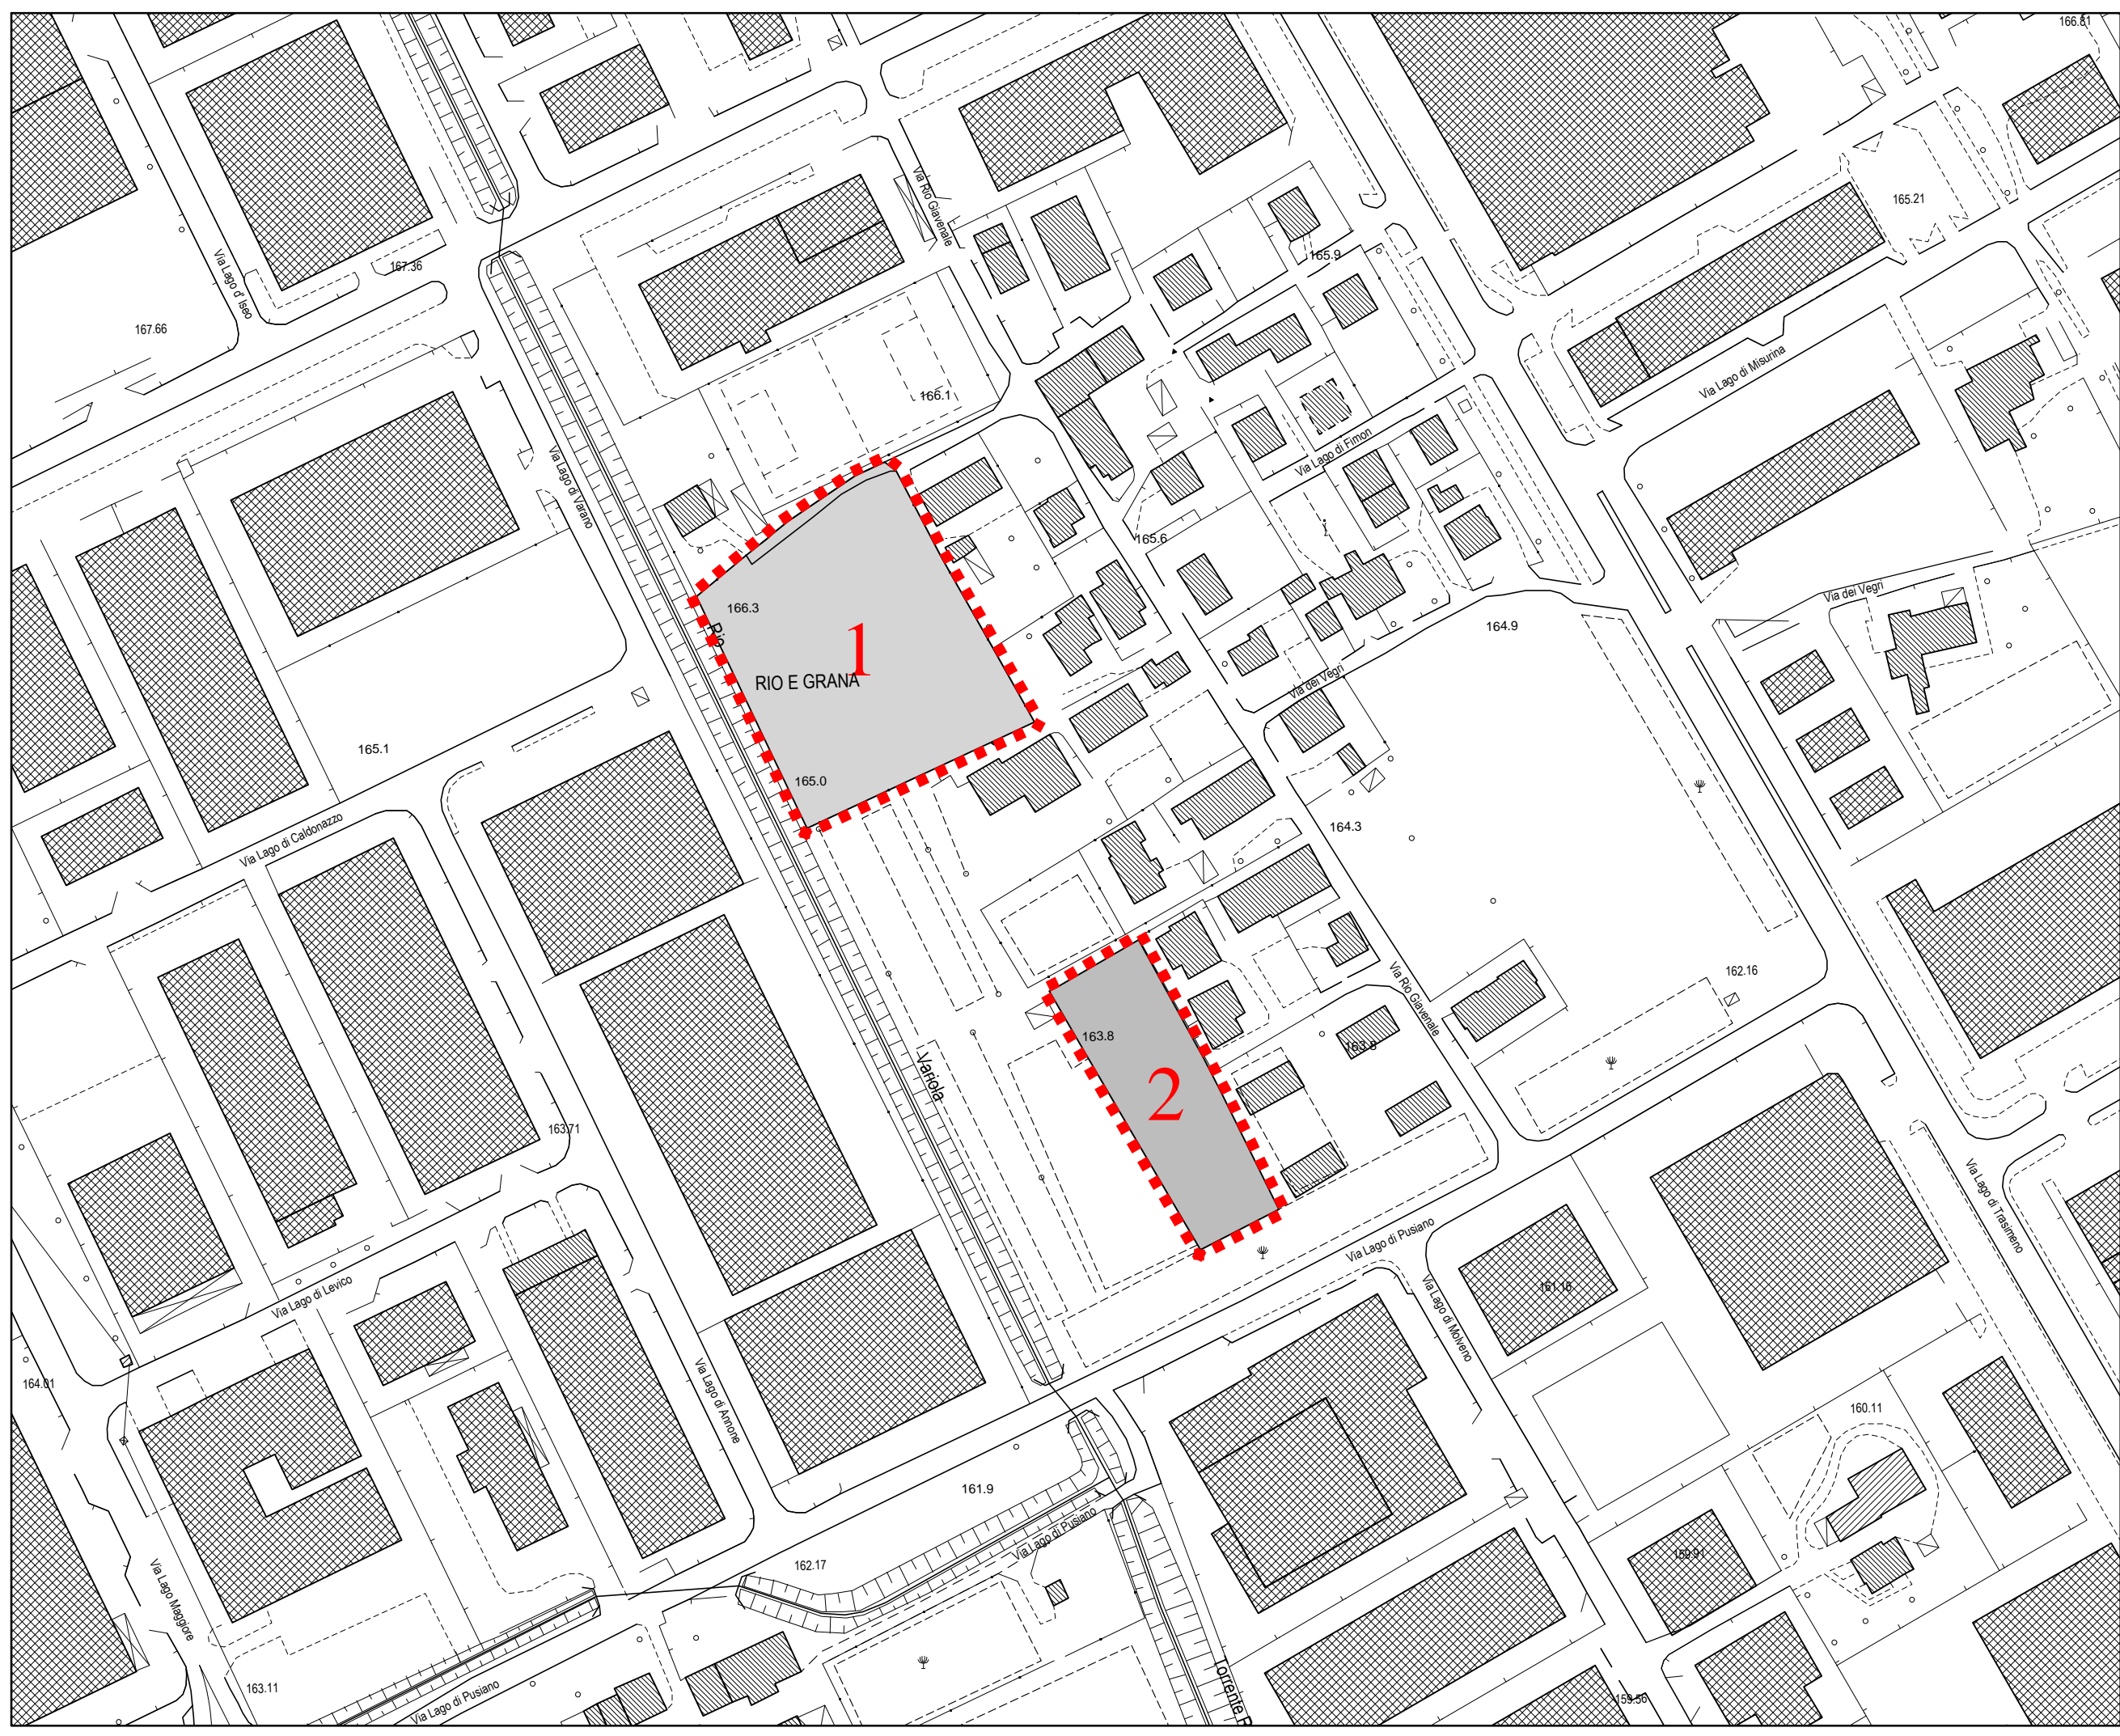 166.81
Via Rio Giavenale
165.21
165.9
167.36
Via Lago d' Iseo
167.66
Via Lago di Misurina
166.1
Via Lago di Fimon
Via Lago di Varano
165.6
Via dei Vegri
166.3
Rio
1
164.9
RIO E GRANA
Via dei Vegri
165.1
165.0
Via Lago di Caldonazzo
164.3
162.16
Via Rio Giavenale
163.8
163.8
Variola
2
163.71
Via Lago di Trasimeno
Via Lago di Pusiano
Via Lago di Levico
161.16
Via Lago di Molveno
164.01
Via Lago di Annone
160.11
161.9
Via Lago di Pusiano
159.91
162.17
Via Lago Maggiore
163.11
Torrente R
159.56
Via Lago di Pusiano